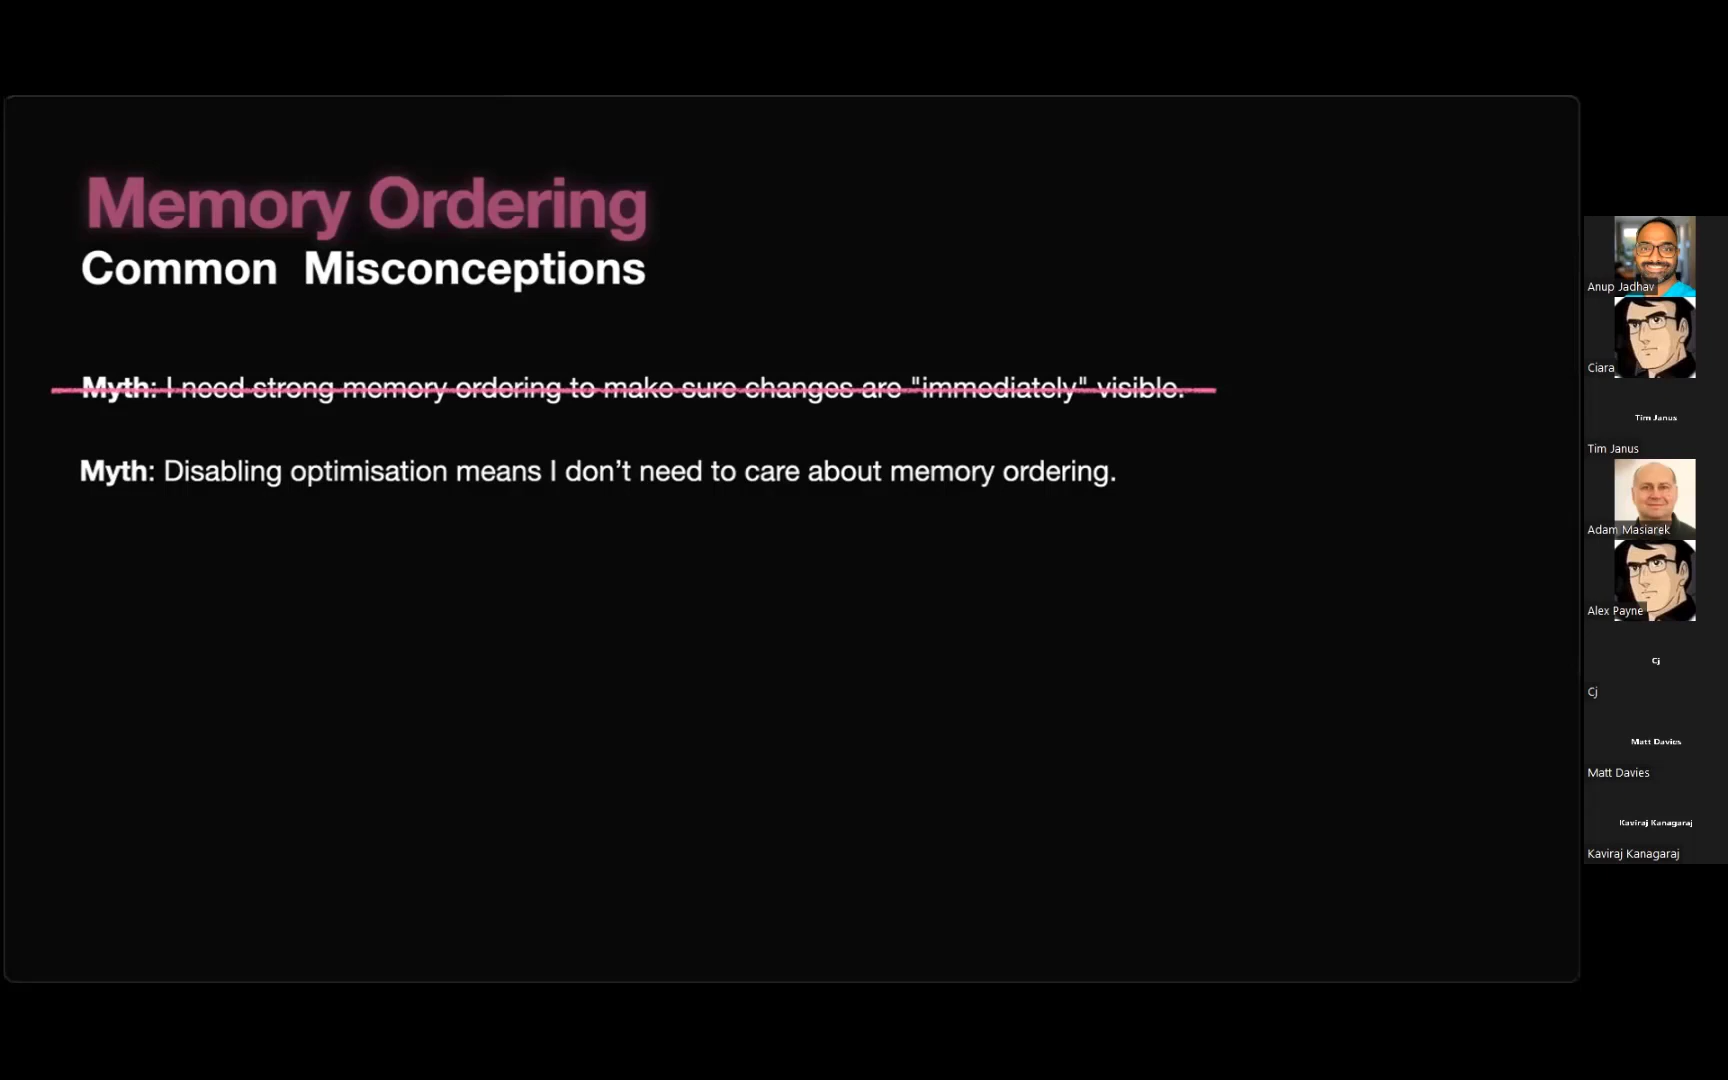 Memory Ordering
Common Misconceptions
Myth: I need strong memory ordering to make sure changes are "immediately" visible.
Myth: Disabling optimisation means I don’t need to care about memory ordering.
Anup Jadhav
Ciara
Tim Janus
Tim Janus
Adam Masiarek
Alex Payne
Cj
Cj
Matt Davies
Matt Davies
Kaviraj Kanagaraj
Kaviraj Kanagaraj